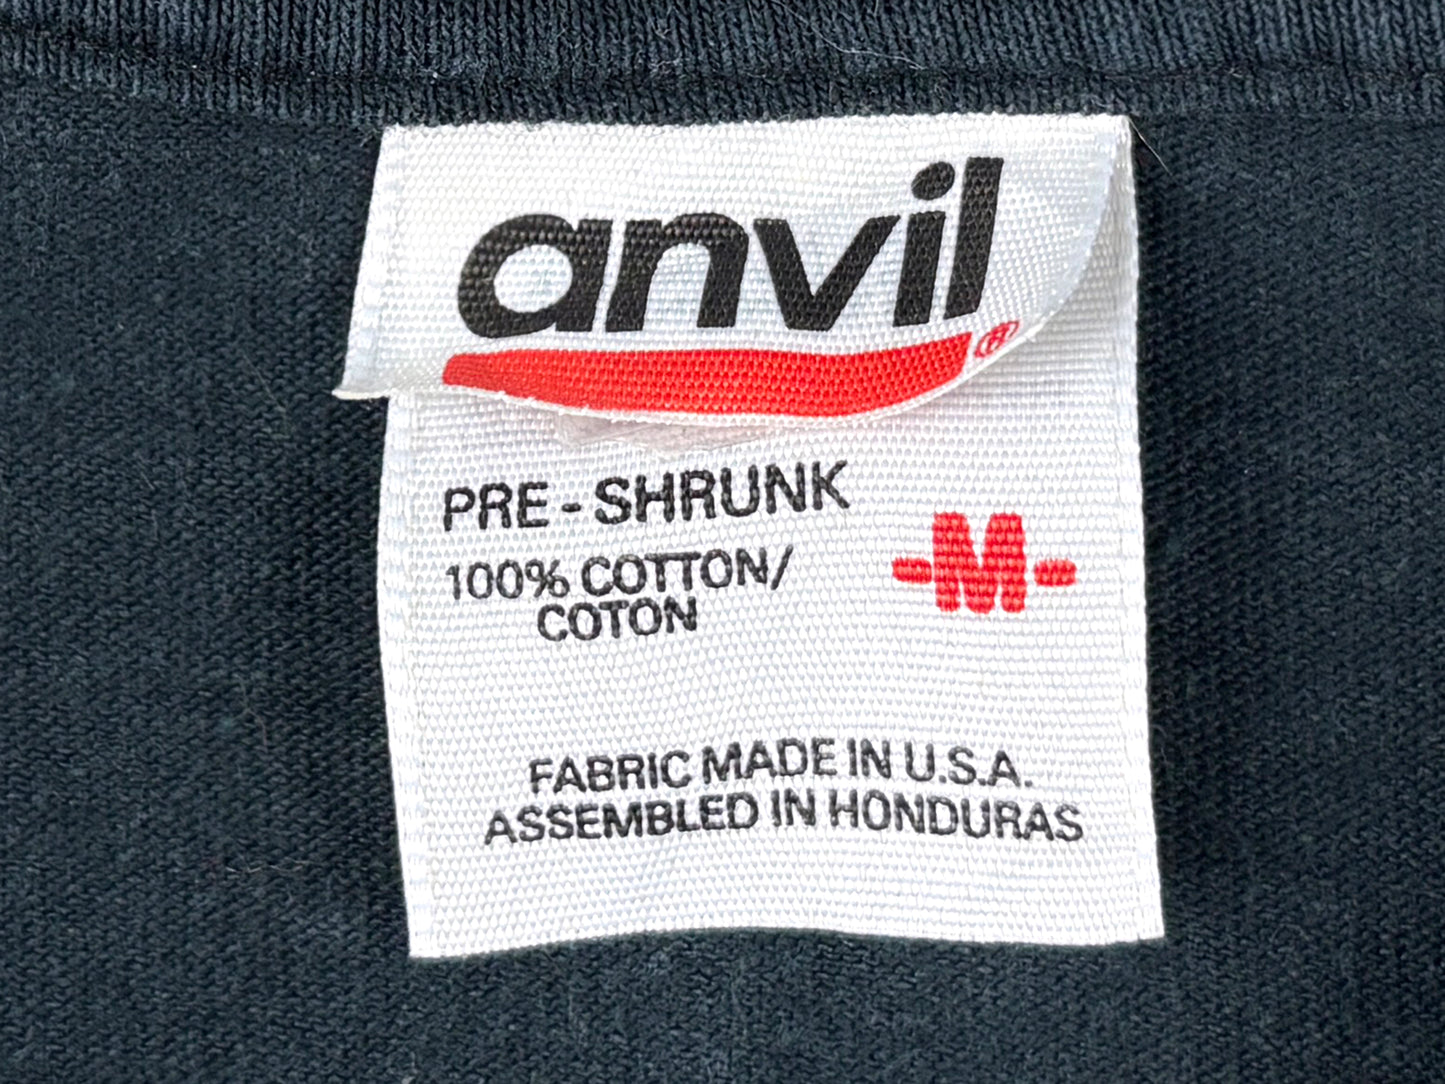 anvil®
PRE-SHRUNK
100% COTTON/
COTON
-M-
FABRIC MADE IN U.S.A.
ASSEMBLED IN HONDURAS